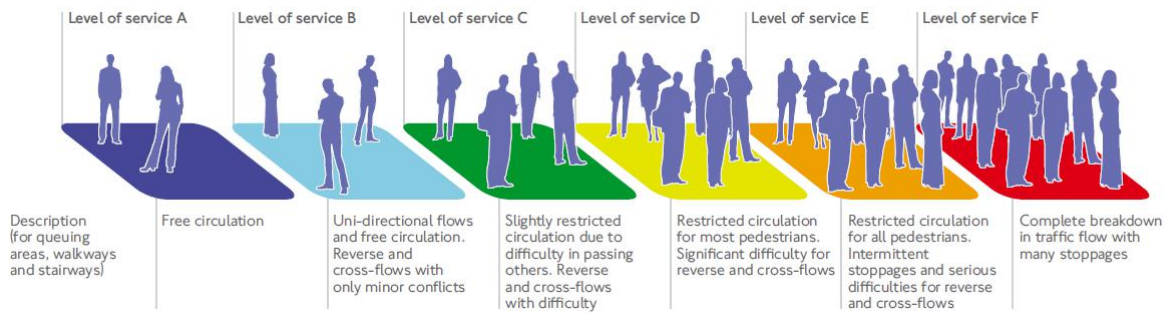 Level of service A
Level of service B
Level of service C
Level of service D
Level of service E
Level of service F
Description
(for queuing
areas, walkways
and stairways)
Free circulation
Uni-directional flows
and free circulation.
Reverse and
cross-flows with
only minor conflicts
Slightly restricted
circulation due to
difficulty in passing
others. Reverse
and cross-flows
with difficulty
Restricted circulation
for most pedestrians.
Significant difficulty for
reverse and cross-flows
Restricted circulation
for all pedestrians.
Intermittent
stoppages and serious
difficulties for reverse
and cross-flows
Complete breakdown
in traffic flow with
many stoppages